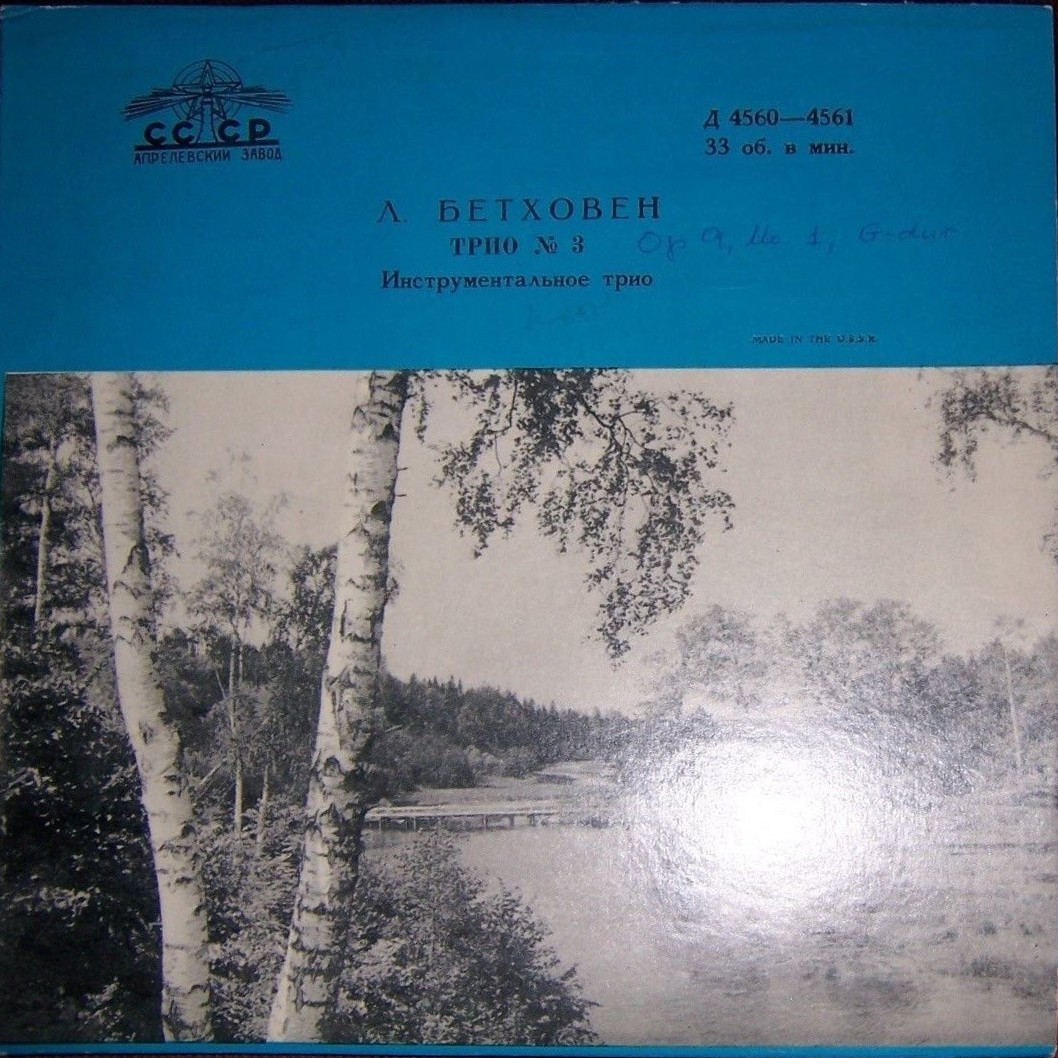 СССР
АПРЕЛЕВСКИЙ ЗАВОД
Д 4560—4561
33 об. в мин.
Л. БЕТХОВЕН
ТРИО № 3 Op 9, No 1, G-dur
Инструментальное трио
MADE IN THE U.S.S.R.